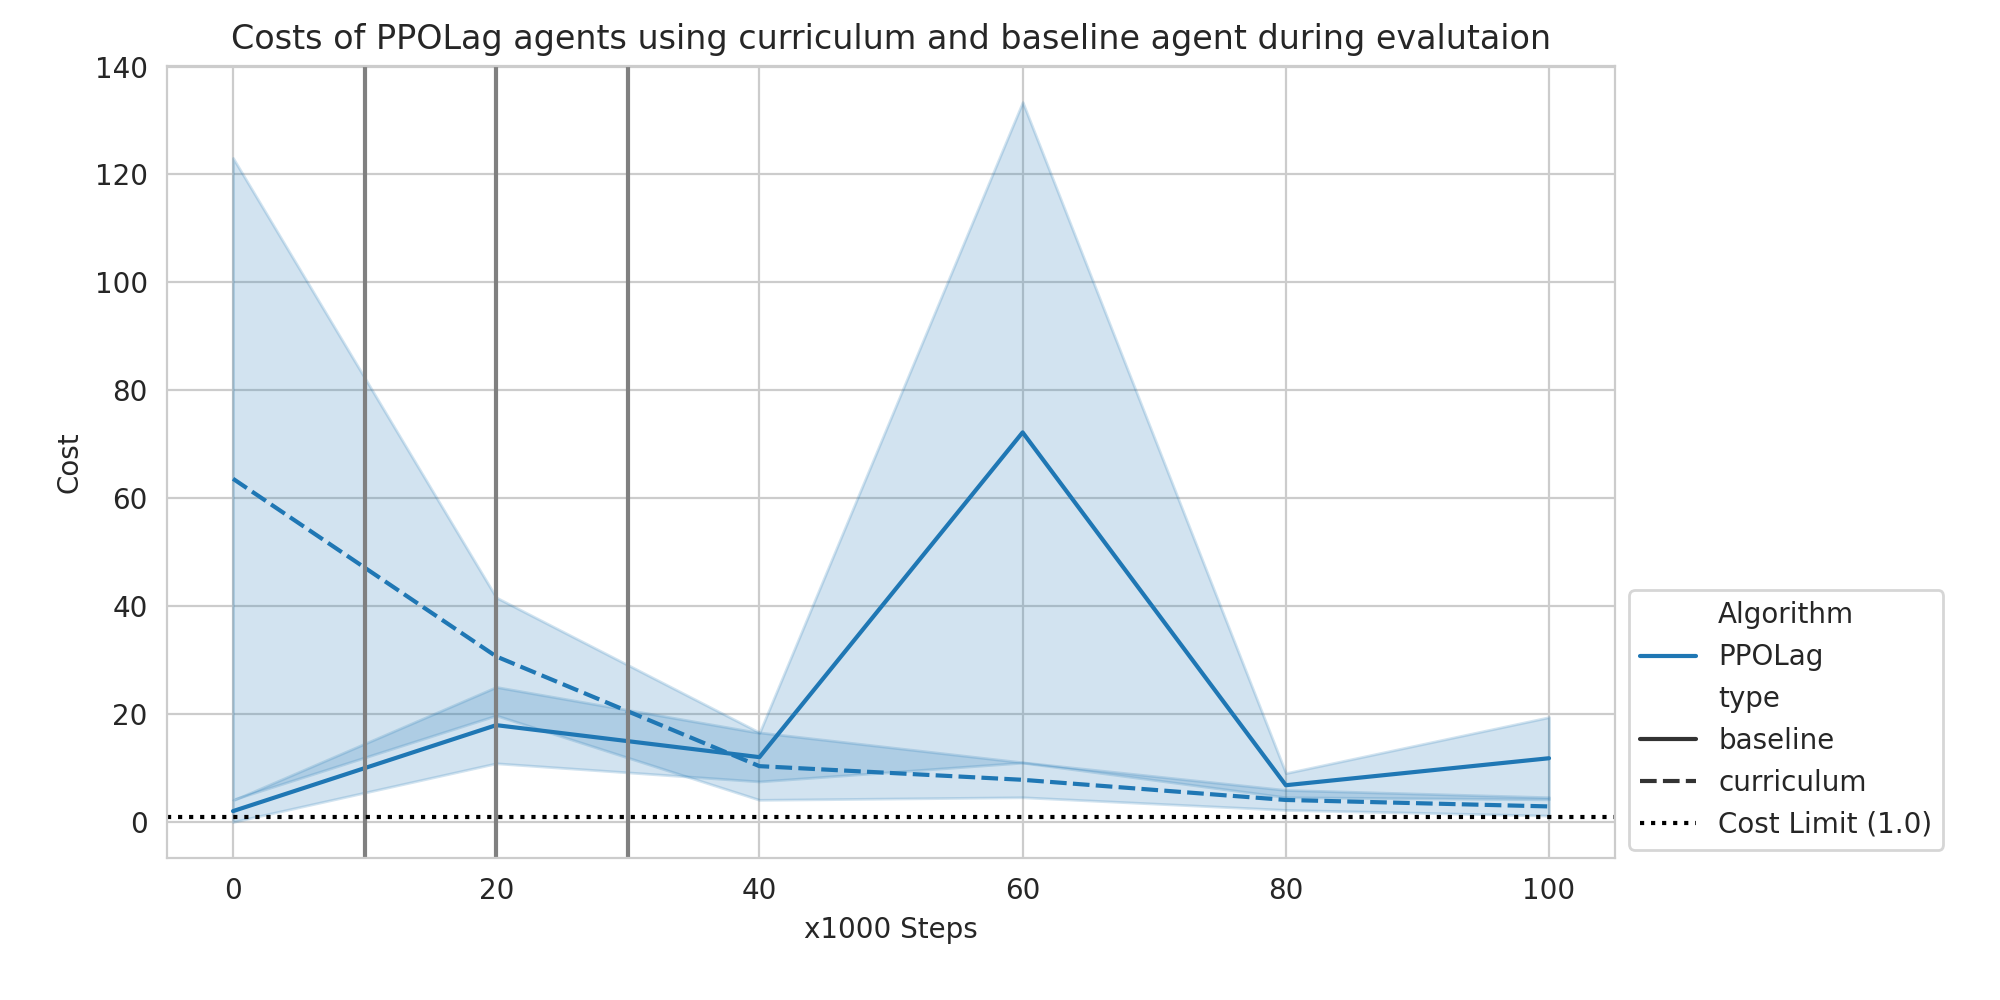 Costs of PPOLag agents using curriculum and baseline agent during evalutaion
140
120
100
80
60
40
20
0
Cost
0 20 40 60 80 100
x1000 Steps
Algorithm
PPOLag
type
baseline
curriculum
Cost Limit (1.0)